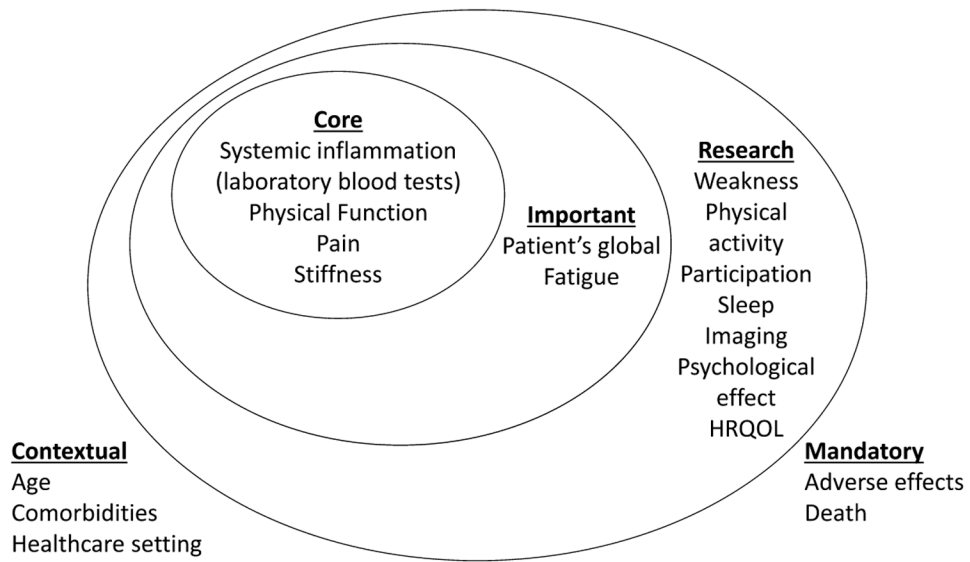 Core
Systemic inflammation
(laboratory blood tests)
Physical Function
Pain
Stiffness
Important
Patient's global
Fatigue
Research
Weakness
Physical
activity
Participation
Sleep
Imaging
Psychological
effect
HRQOL
Contextual
Age
Comorbidities
Healthcare setting
Mandatory
Adverse effects
Death